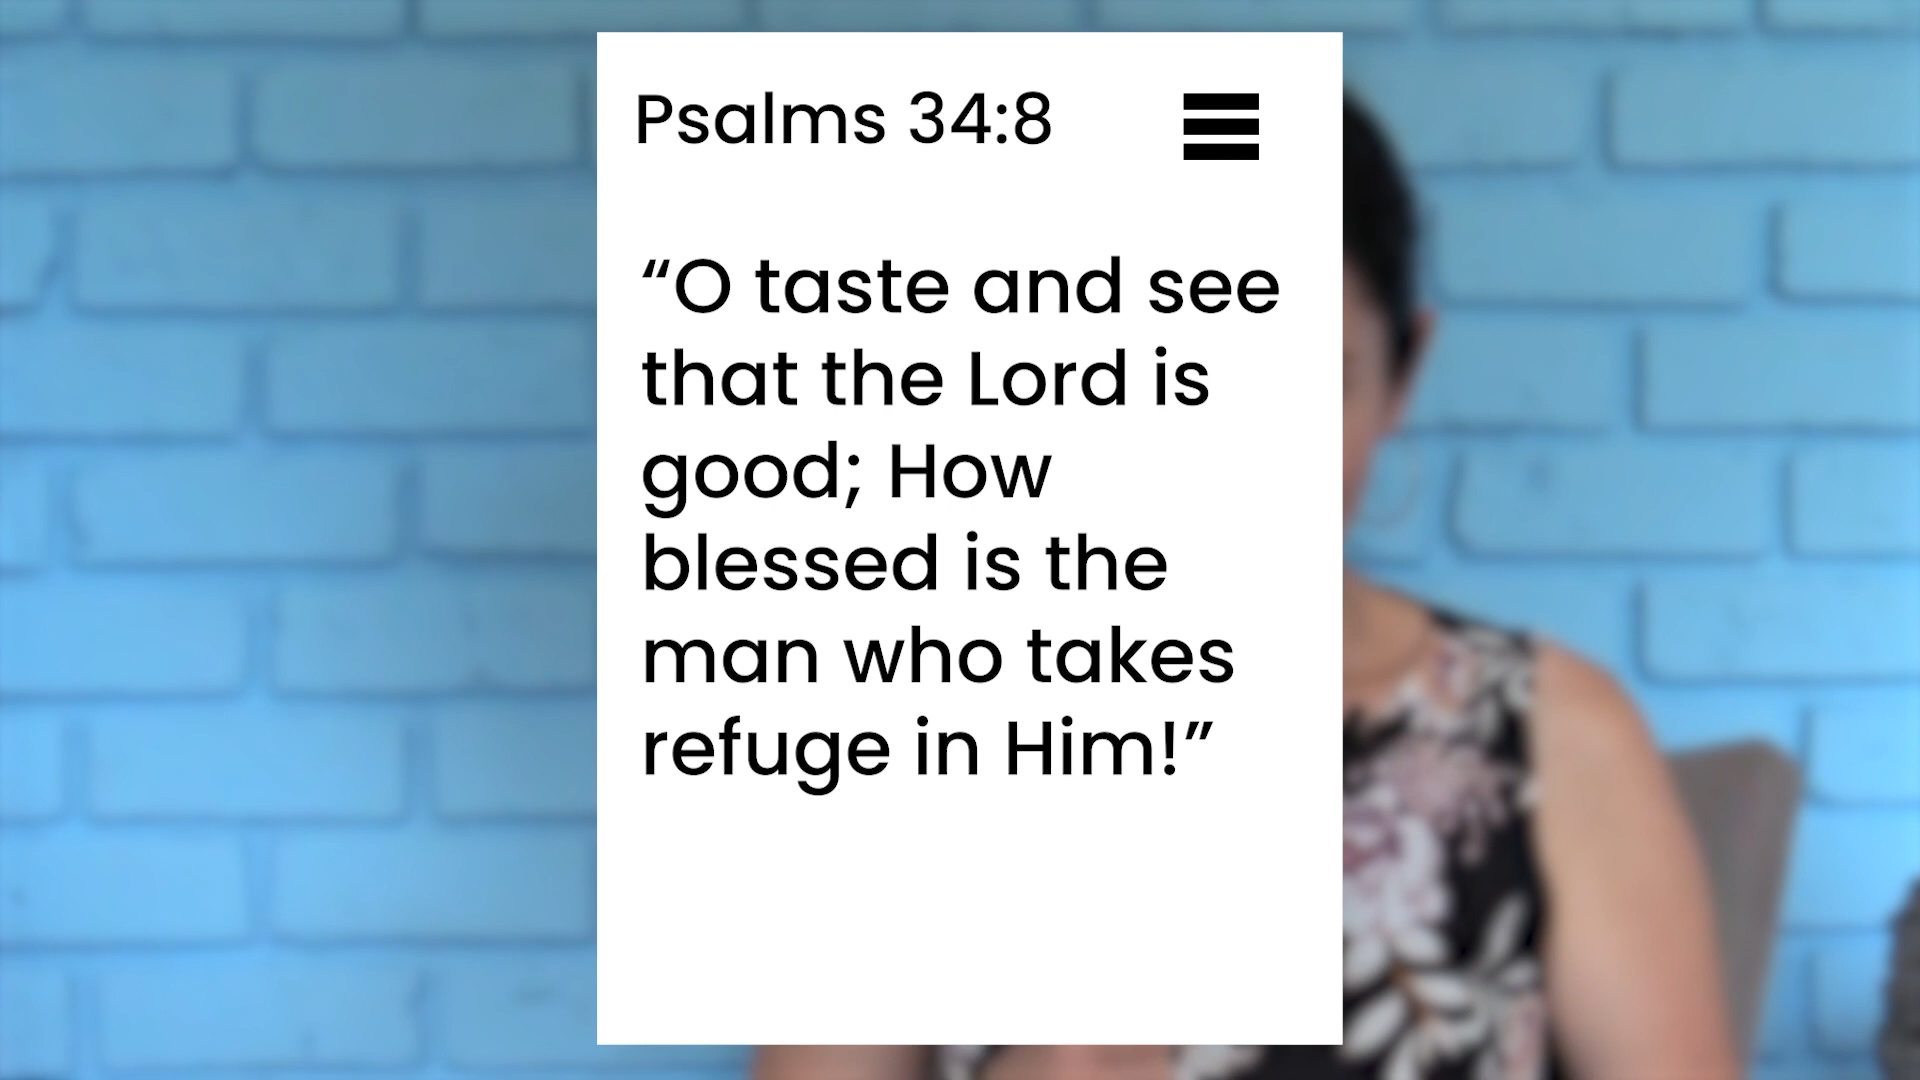 Psalms 34:8
“O taste and see
that the Lord is
good; How
blessed is the
man who takes
refuge in Him!”